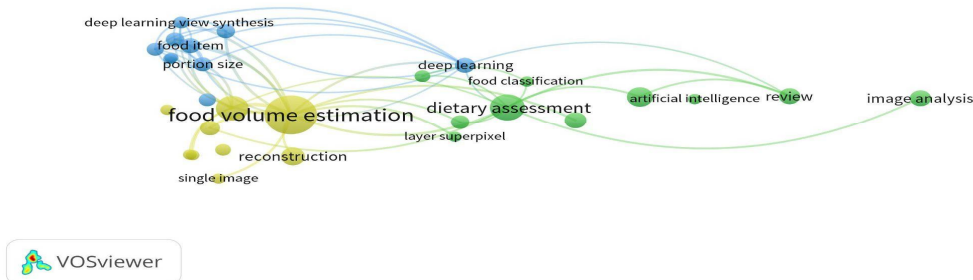 deep learning view synthesis
food item
portion size
deep learning
food classification
food volume estimation
dietary assessment
artificial intelligence
review
image analysis
layer superpixel
reconstruction
single image
VOSviewer